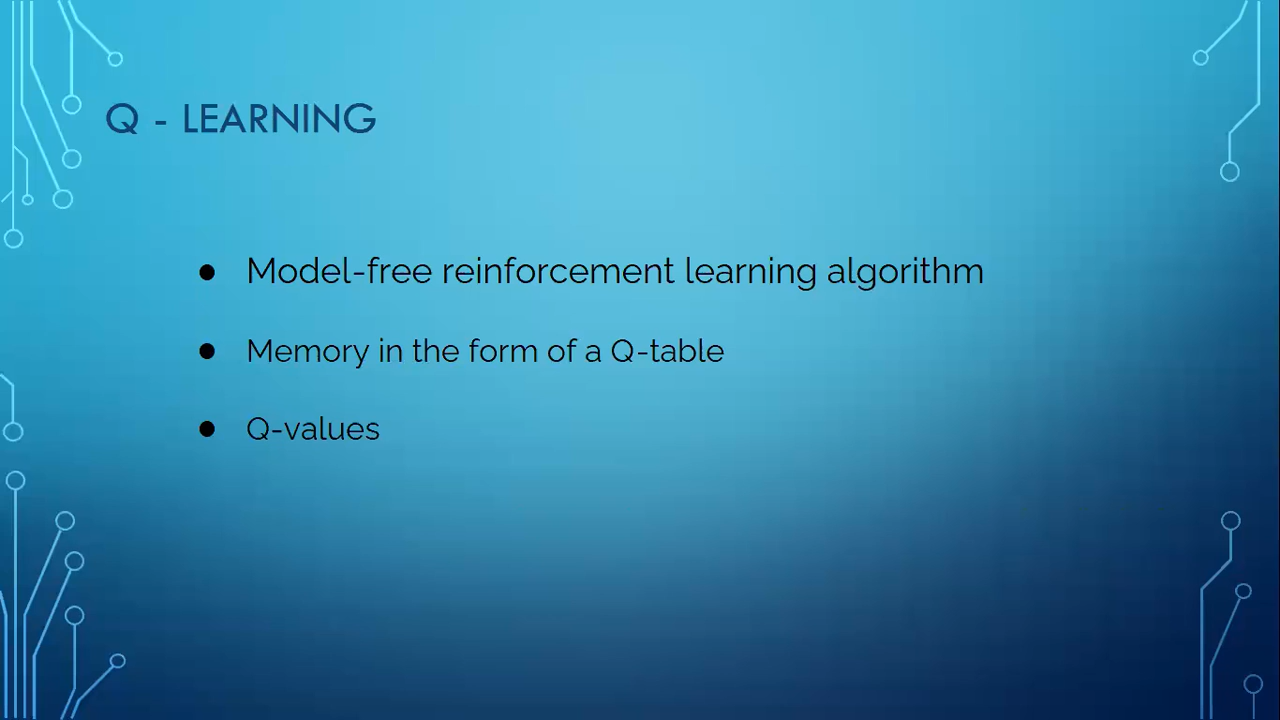 Q - LEARNING
● Model-free reinforcement learning algorithm
● Memory in the form of a Q-table
● Q-values